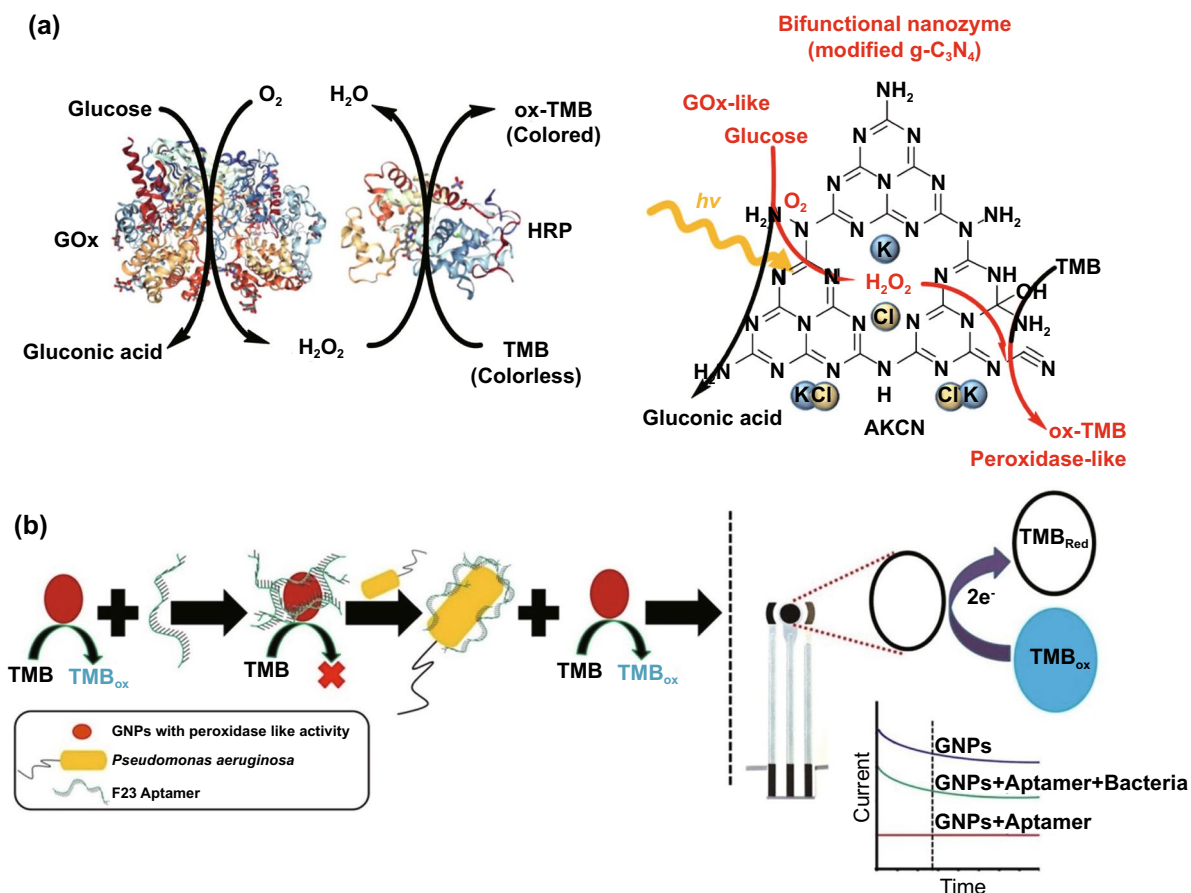 (a)
Glucose
O₂
H₂O
ox-TMB
(Colored)
GOx
HRP
Gluconic acid
H₂O₂
TMB
(Colorless)
Bifunctional nanozyme
(modified g-C₃N₄)
GOx-like
Glucose
NH₂
N N
N N N
N N N N
hv
H₂N O₂ N N NH₂
K
N N H₂O₂ N NH TMB
OH
Cl
N N N N N NH₂
N N N N N N N N
H₂N N N
H
K Cl Cl K
Gluconic acid
AKCN
ox-TMB
Peroxidase-like
(b)
TMB
TMBox
TMB
TMB
TMBox
TMBRed
2e⁻
TMBox
GNPs with peroxidase like activity
Pseudomonas aeruginosa
F23 Aptamer
Current
GNPs
GNPs+Aptamer+Bacteria
GNPs+Aptamer
Time